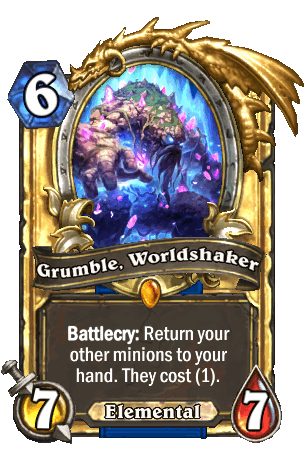 6
Grumble, Worldshaker
Battlecry: Return your
other minions to your
hand. They cost (1).
7
Elemental
7